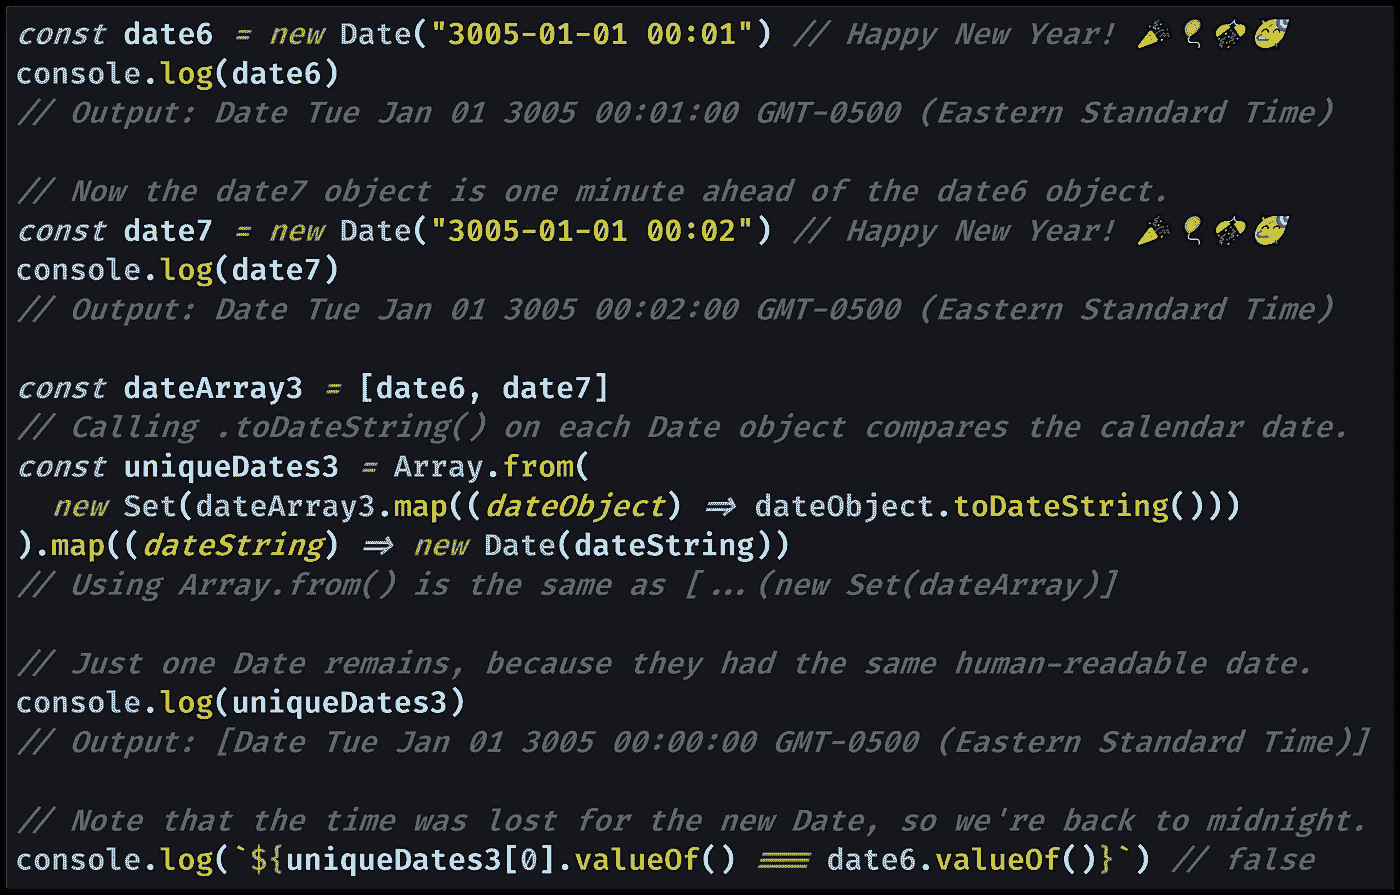 const date6 = new Date("3005-01-01 00:01") // Happy New Year! 🎉🎈🎊🥳
console.log(date6)
// Output: Date Tue Jan 01 3005 00:01:00 GMT-0500 (Eastern Standard Time)
// Now the date7 object is one minute ahead of the date6 object.
const date7 = new Date("3005-01-01 00:02") // Happy New Year! 🎉🎈🎊🥳
console.log(date7)
// Output: Date Tue Jan 01 3005 00:02:00 GMT-0500 (Eastern Standard Time)
const dateArray3 = [date6, date7]
// Calling .toDateString() on each Date object compares the calendar date.
const uniqueDates3 = Array.from(
  new Set(dateArray3.map((dateObject) => dateObject.toDateString()))
).map((dateString) => new Date(dateString))
// Using Array.from() is the same as [...(new Set(dateArray)]
// Just one Date remains, because they had the same human-readable date.
console.log(uniqueDates3)
// Output: [Date Tue Jan 01 3005 00:00:00 GMT-0500 (Eastern Standard Time)]
// Note that the time was lost for the new Date, so we're back to midnight.
console.log(`${uniqueDates3[0].valueOf() === date6.valueOf()}`) // false